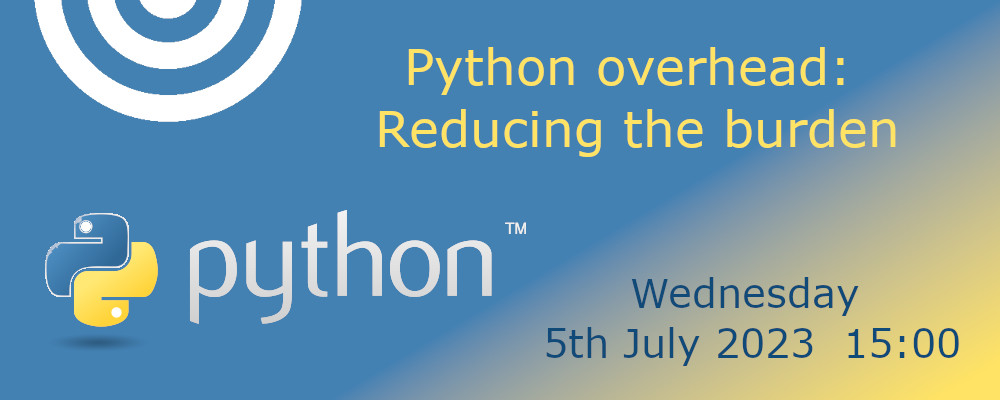 Python overhead:
Reducing the burden
python™
Wednesday
5th July 2023 15:00